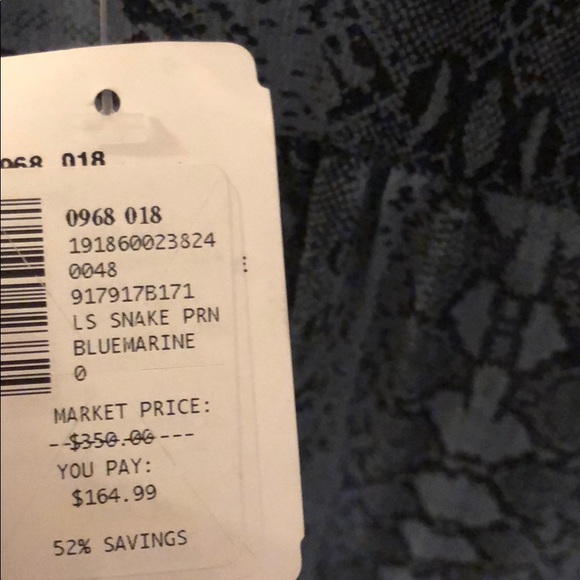 0968 018
0968 018
191860023824
0048
917917B171
LS SNAKE PRN
BLUEMARINE
0
MARKET PRICE:
--$350.00---
YOU PAY:
$164.99
52% SAVINGS